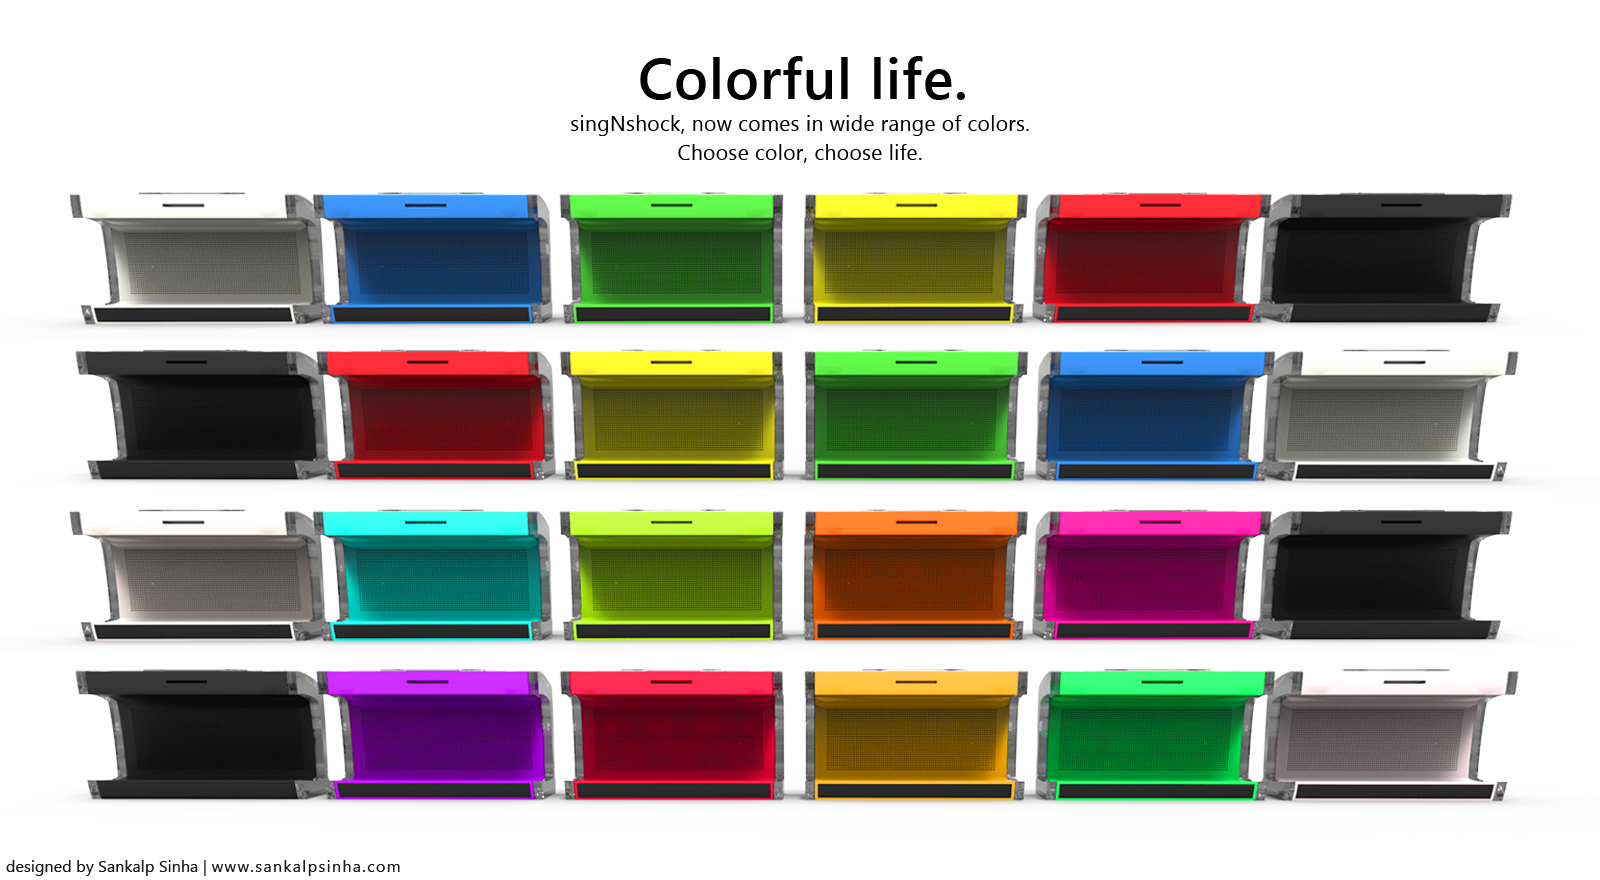 Colorful life.
singNshock, now comes in wide range of colors.
Choose color, choose life.
designed by Sankalp Sinha | www.sankalpsinha.com